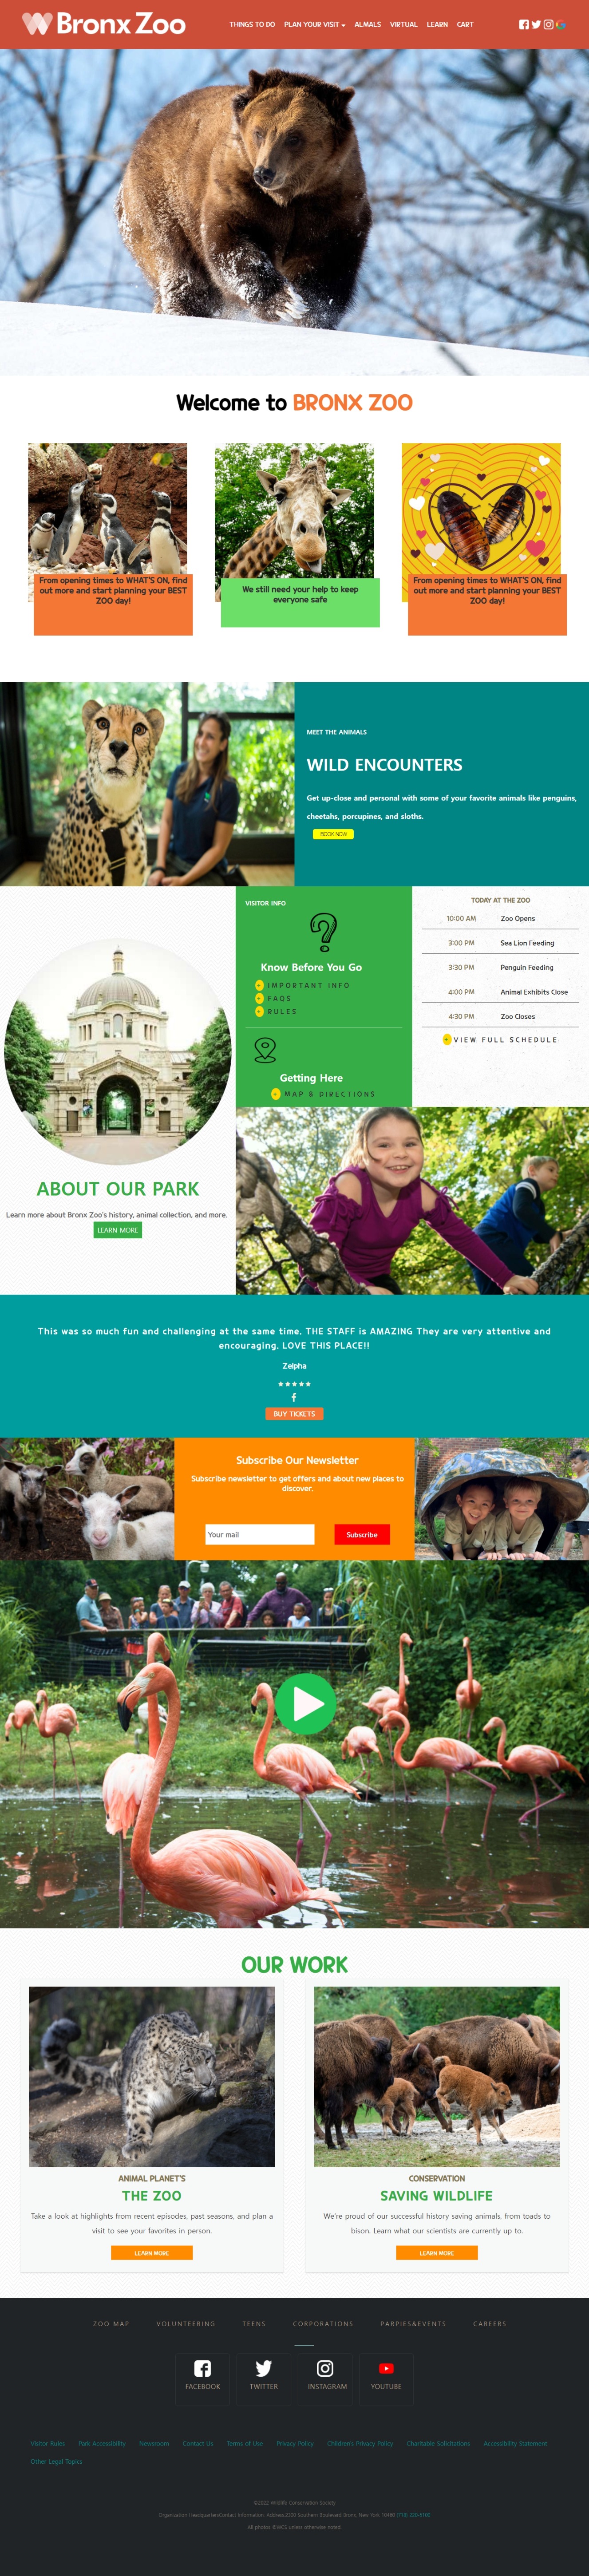 Bronx Zoo
THINGS TO DO PLAN YOUR VISIT ALMALS VIRTUAL LEARN CART
Welcome to BRONX ZOO
From opening times to WHAT'S ON, find
out more and start planning your BEST
ZOO day!
We still need your help to keep
everyone safe
From opening times to WHAT'S ON, find
out more and start planning your BEST
ZOO day!
MEET THE ANIMALS
WILD ENCOUNTERS
Get up-close and personal with some of your favorite animals like penguins,
cheetahs, porcupines, and sloths.
BOOK NOW
VISITOR INFO
Know Before You Go
IMPORTANT INFO
FAQS
RULES
Getting Here
MAP & DIRECTIONS
TODAY AT THE ZOO
10:00 AM Zoo Opens
3:00 PM Sea Lion Feeding
3:30 PM Penguin Feeding
4:00 PM Animal Exhibits Close
4:30 PM Zoo Closes
VIEW FULL SCHEDULE
ABOUT OUR PARK
Learn more about Bronx Zoo's history, animal collection, and more.
LEARN MORE
This was so much fun and challenging at the same time. THE STAFF is AMAZING They are very attentive and
encouraging. LOVE THIS PLACE!!
Zelpha
BUY TICKETS
Subscribe Our Newsletter
Subscribe newsletter to get offers and about new places to
discover.
Your mail
Subscribe
OUR WORK
ANIMAL PLANET'S
THE ZOO
Take a look at highlights from recent episodes, past seasons, and plan a
visit to see your favorites in person.
LEARN MORE
CONSERVATION
SAVING WILDLIFE
We're proud of our successful history saving animals, from toads to
bison. Learn what our scientists are currently up to.
LEARN MORE
ZOO MAP VOLUNTEERING TEENS CORPORATIONS PARPIES&EVENTS CAREERS
FACEBOOK TWITTER INSTAGRAM YOUTUBE
Visitor Rules Park Accessibility Newsroom Contact Us Terms of Use Privacy Policy Children's Privacy Policy Charitable Solicitations Accessibility Statement
Other Legal Topics
©2022 Wildlife Conservation Society
Organization HeadquartersContact Information Address:2300 Southern Boulevard Bronx, New York 10460 (718) 220-5100
All photos ©WCS unless otherwise noted